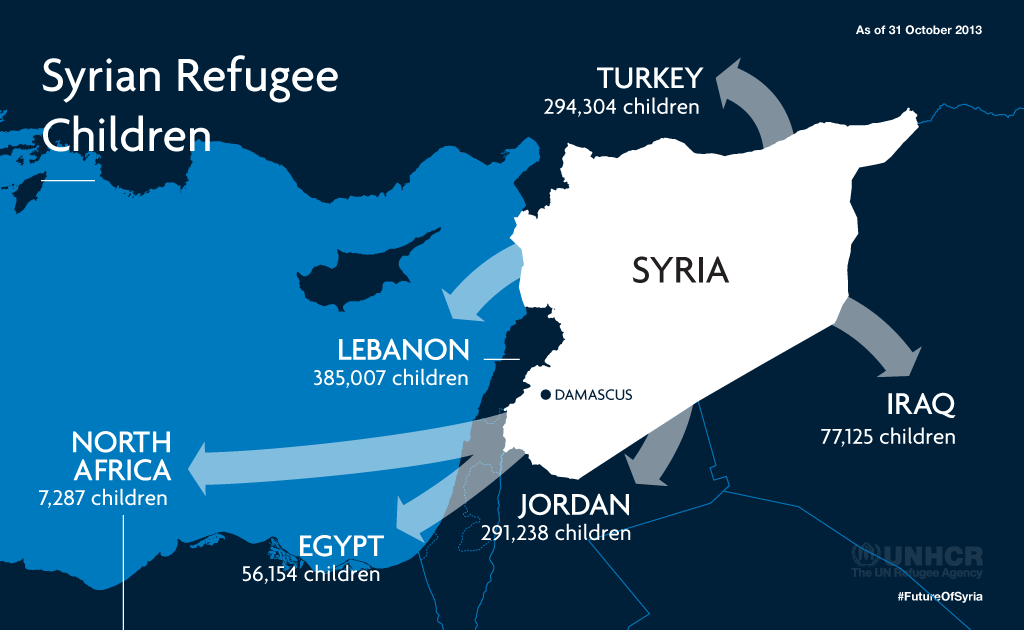 As of 31 October 2013
Syrian Refugee
Children
TURKEY
294,304 children
SYRIA
LEBANON
385,007 children
DAMASCUS
IRAQ
77,125 children
NORTH
AFRICA
7,287 children
JORDAN
291,238 children
EGYPT
56,154 children
UNHCR
The UN Refugee Agency
#FutureOfSyria